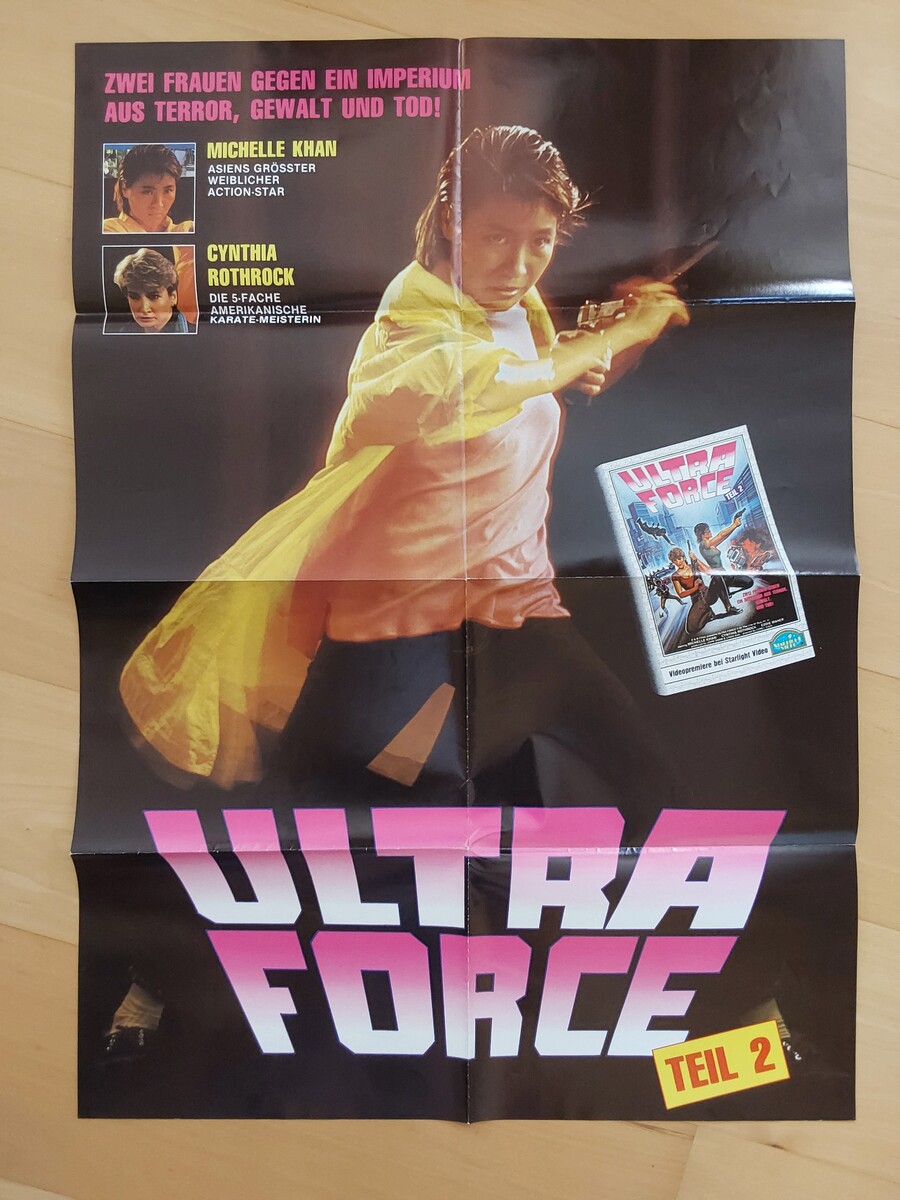 ZWEI FRAUEN GEGEN EIN IMPERIUM
AUS TERROR, GEWALT UND TOD!
MICHELLE KHAN
ASIENS GRÖSSTER
WEIBLICHER
ACTION-STAR
CYNTHIA
ROTHROCK
DIE 5-FACHE
AMERIKANISCHE
KARATE-MEISTERIN
ULTRA
FORCE
TEIL 2
Videopremiere bei Starlight Video
ULTRA
FORCE
TEIL 2